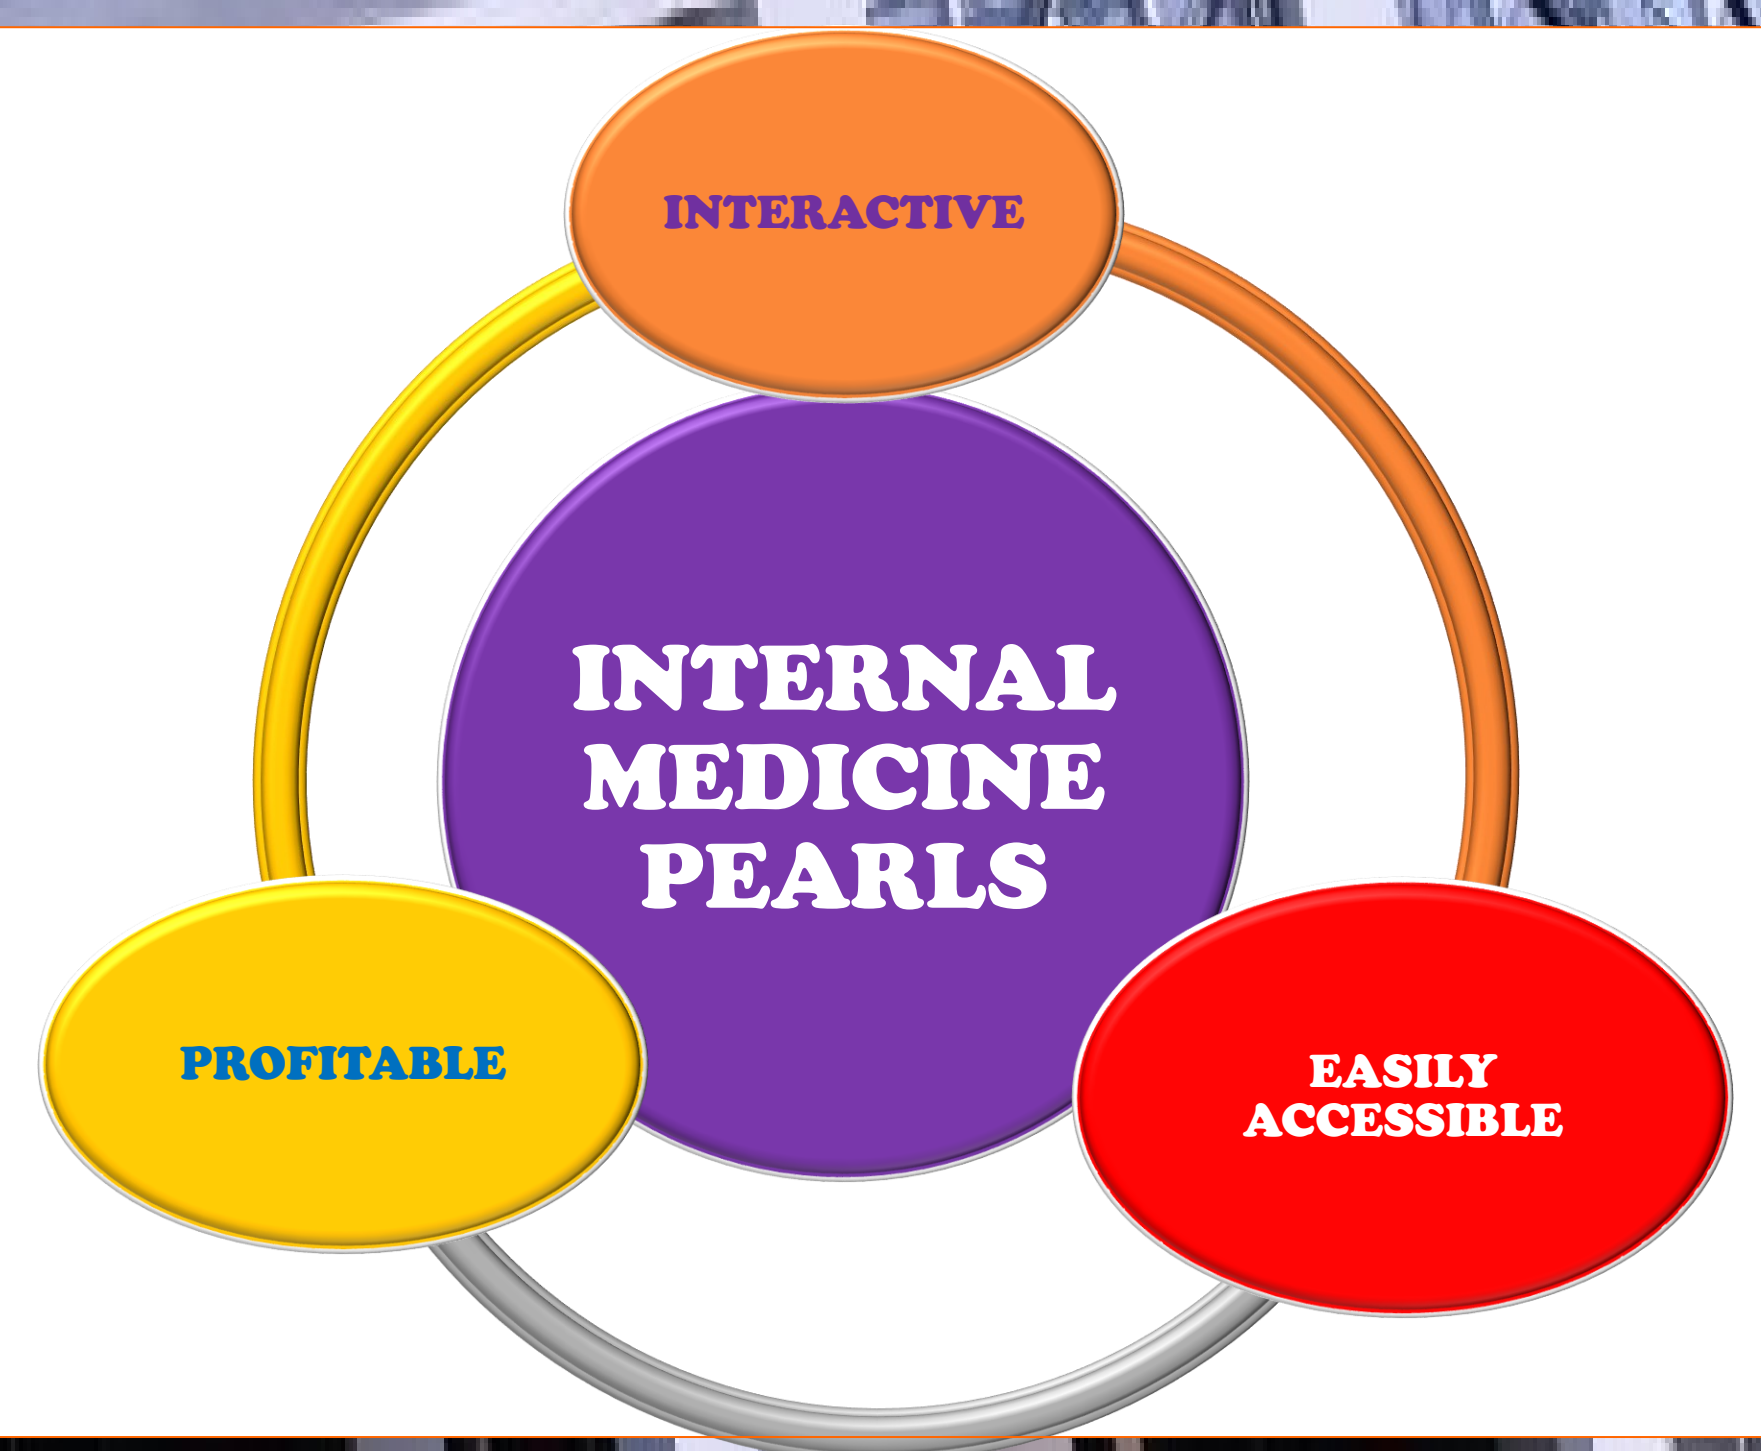 INTERACTIVE
INTERNAL
MEDICINE
PEARLS
PROFITABLE
EASILY
ACCESSIBLE